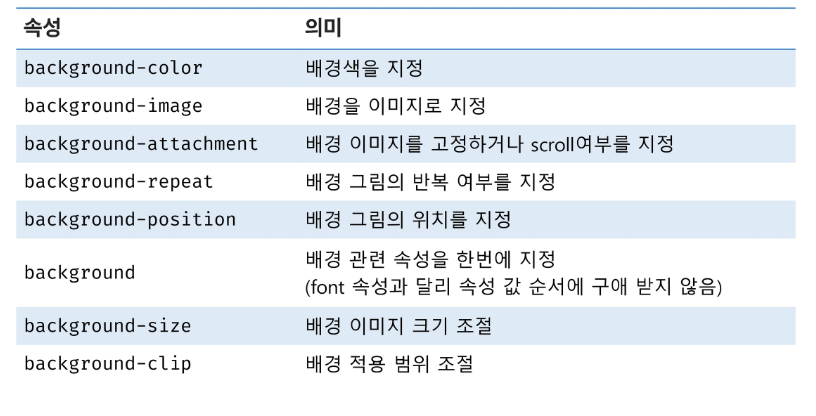 속성 의미
background-color 배경색을 지정
background-image 배경을 이미지로 지정
background-attachment 배경 이미지를 고정하거나 scroll여부를 지정
background-repeat 배경 그림의 반복 여부를 지정
background-position 배경 그림의 위치를 지정
background 배경 관련 속성을 한번에 지정
(font 속성과 달리 속성 값 순서에 구애 받지 않음)
background-size 배경 이미지 크기 조절
background-clip 배경 적용 범위 조절